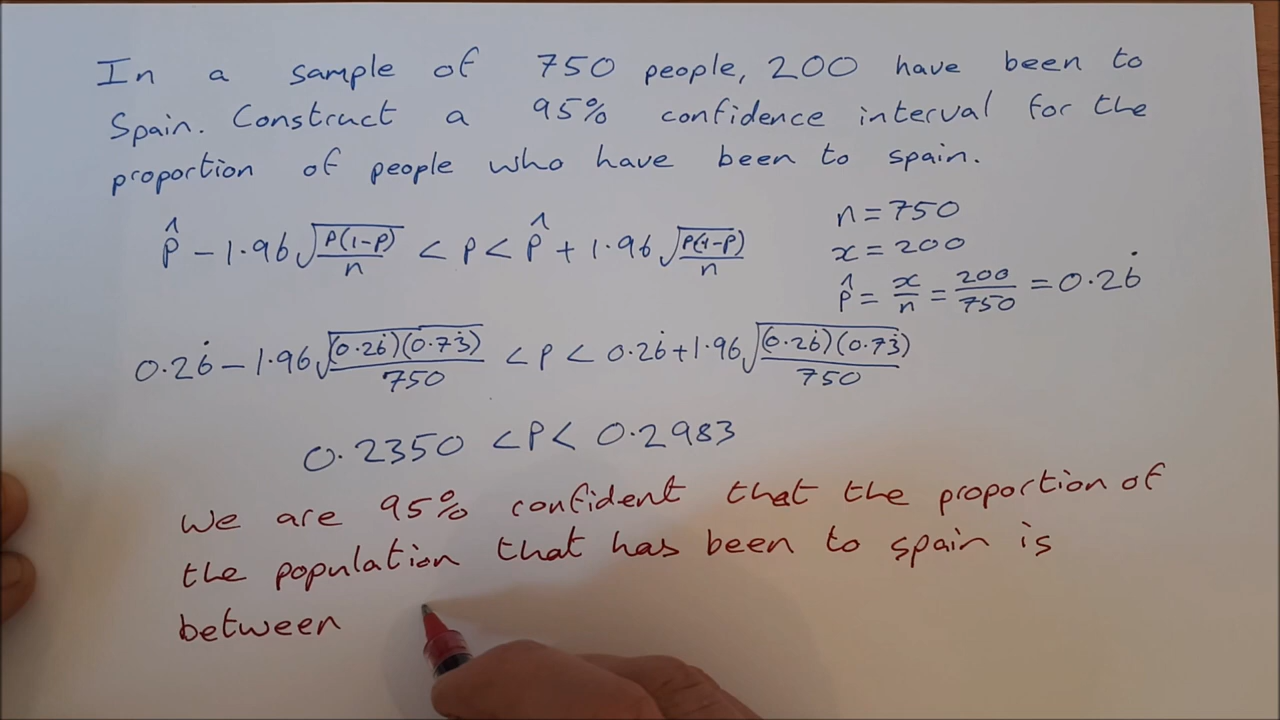 In a sample of 750 people, 200 have been to
Spain. Construct a 95% confidence interval for the
proportion of people who have been to spain.
n = 750
x = 200
p̂ = x/n = 200/750 = 0.26̇
p̂ − 1.96√(p(1−p)/n) < p < p̂ + 1.96√(p(1−p)/n)
0.26̇ − 1.96√((0.26̇)(0.73̇)/750) < p < 0.26̇ + 1.96√((0.26̇)(0.73̇)/750)
0.2350 < p < 0.2983
We are 95% confident that the proportion of
the population that has been to spain is
between